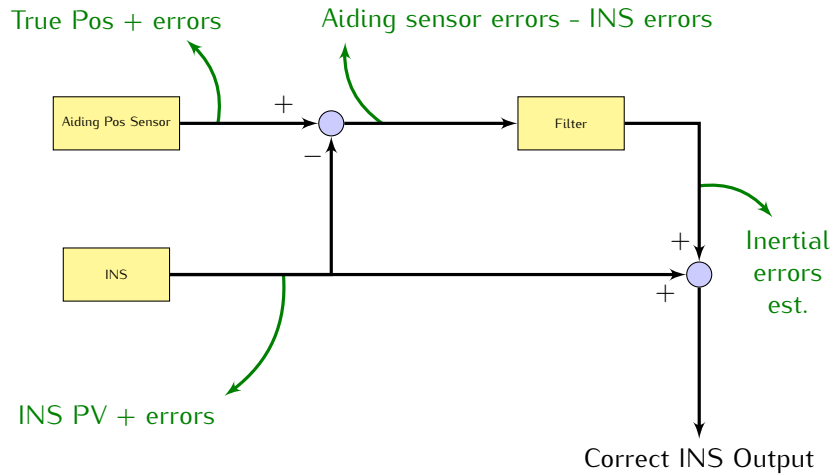 True Pos + errors
Aiding sensor errors - INS errors
+
Aiding Pos Sensor
Filter
−
+
Inertial
errors
est.
INS
+
INS PV + errors
Correct INS Output